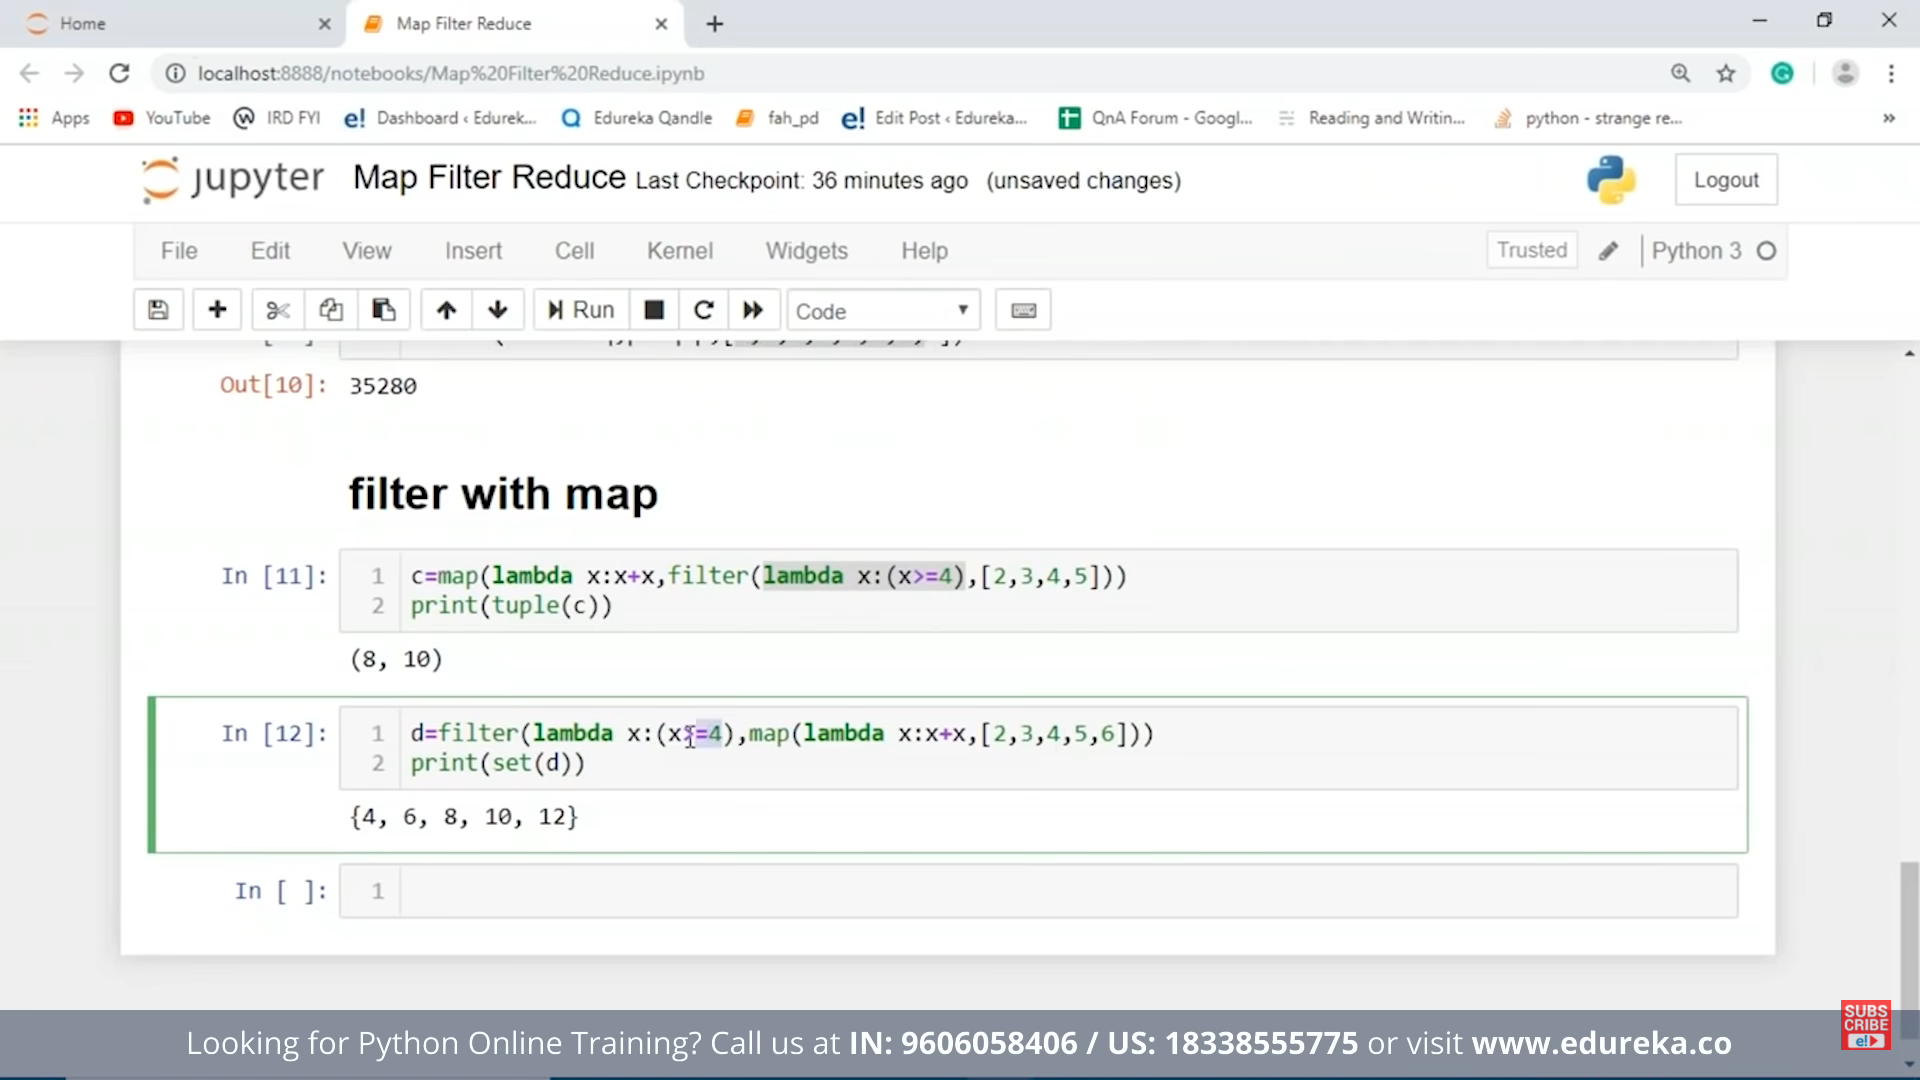 Home
Map Filter Reduce
localhost:8888/notebooks/Map%20Filter%20Reduce.ipynb
Apps YouTube IRD FYI Dashboard ‹ Edurek... Edureka Qandle fah_pd Edit Post ‹ Edureka... QnA Forum - Googl... Reading and Writin... python - strange re... »
jupyter Map Filter Reduce Last Checkpoint: 36 minutes ago (unsaved changes) Logout
File Edit View Insert Cell Kernel Widgets Help Trusted Python 3
Run Code
Out[10]: 35280
filter with map
In [11]: 1 c=map(lambda x:x+x,filter(lambda x:(x>=4),[2,3,4,5]))
2 print(tuple(c))
(8, 10)
In [12]: 1 d=filter(lambda x:(x>=4),map(lambda x:x+x,[2,3,4,5,6]))
2 print(set(d))
{4, 6, 8, 10, 12}
In [ ]: 1
Looking for Python Online Training? Call us at IN: 9606058406 / US: 18338555775 or visit www.edureka.co
SUBS
CRIBE
e!